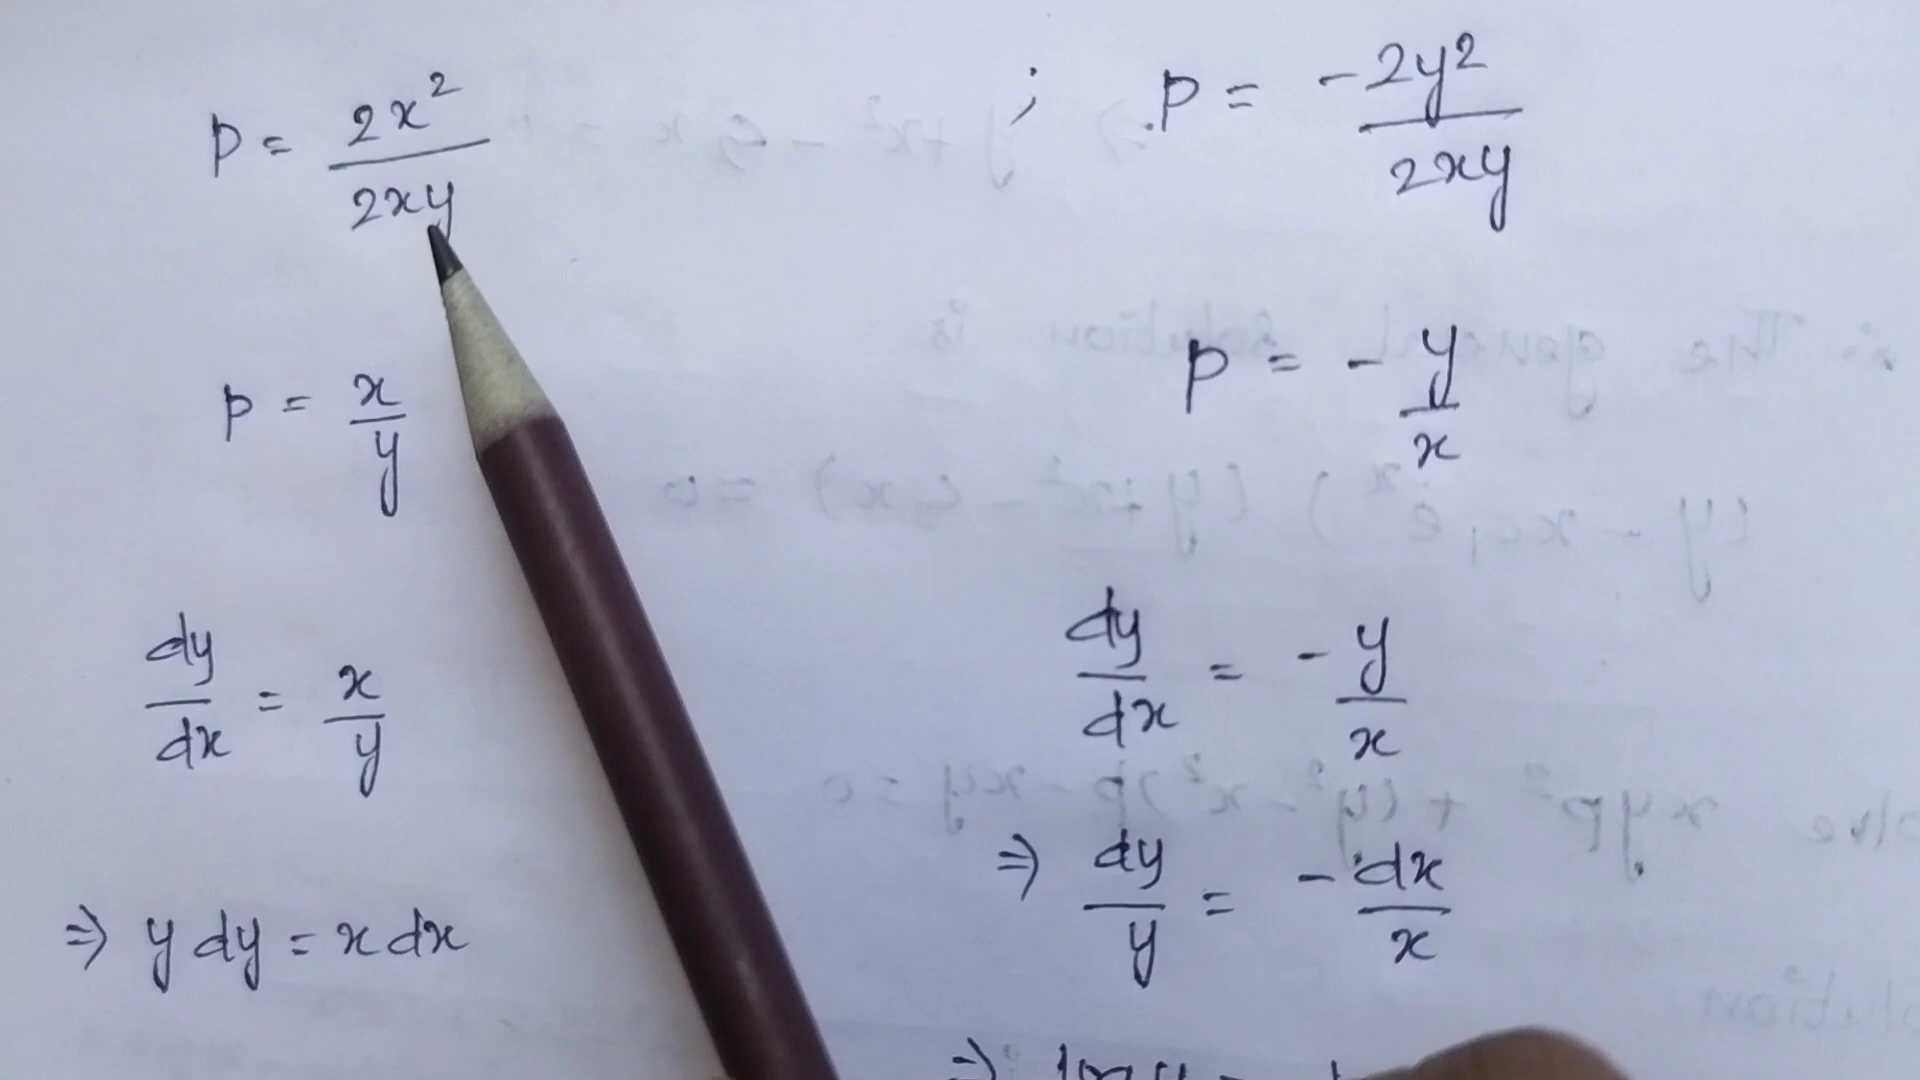 p = 2x² / 2xy ; p = -2y² / 2xy
p = x / y
p = - y / x
dy / dx = x / y
dy / dx = - y / x
⇒ y dy = x dx
⇒ dy / y = - dx / x